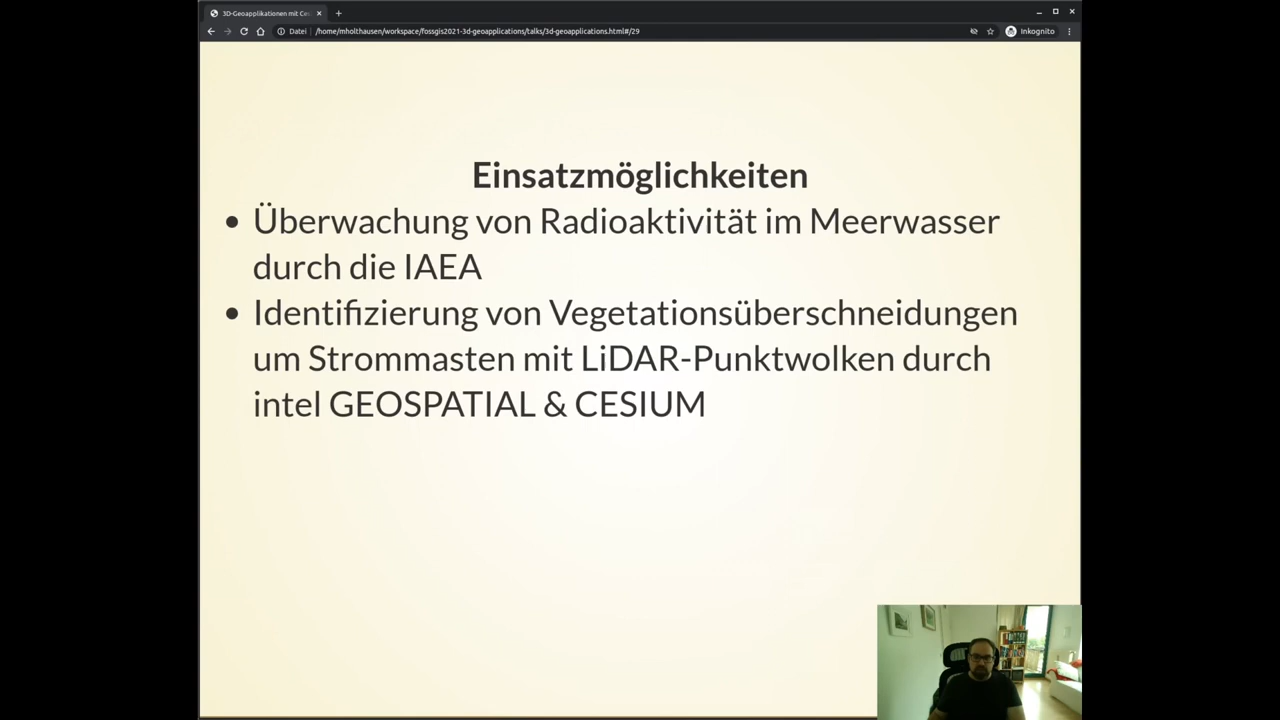 3D-Geoapplikationen mit Ces
Datei
/home/mholthausen/workspace/fossgis2021-3d-geoapplications/talks/3d-geoapplications.html#/29
Inkognito
Einsatzmöglichkeiten
Überwachung von Radioaktivität im Meerwasser
durch die IAEA
Identifizierung von Vegetationsüberschneidungen
um Strommasten mit LiDAR-Punktwolken durch
intel GEOSPATIAL & CESIUM